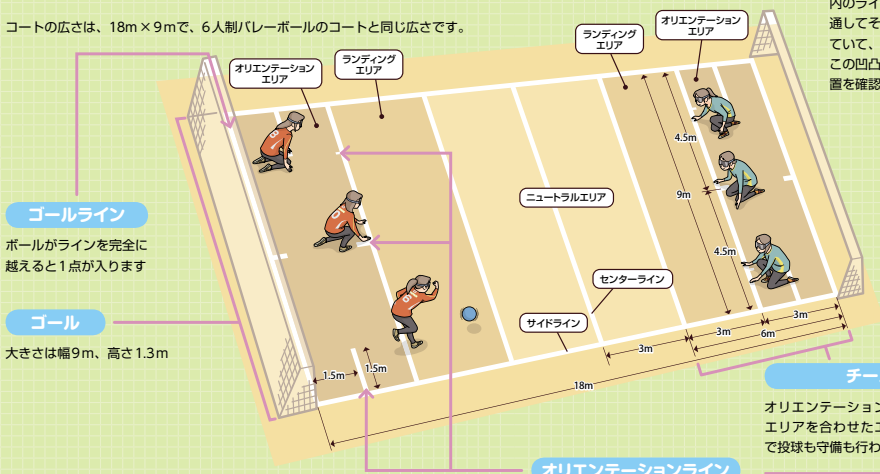 コートの広さは、18m×9mで、6人制バレーボールのコートと同じ広さです。
オリエンテーション
エリア
ランディング
エリア
ランディング
エリア
オリエンテーション
エリア
内のライ
通してそ
ていて、
この凹凸
置を確認
4.5m
9m
4.5m
ニュートラルエリア
センターライン
サイドライン
3m
3m
3m
6m
18m
1.5m
1.5m
ゴールライン
ボールがラインを完全に
越えると1点が入ります
ゴール
大きさは幅9m、高さ1.3m
チー
オリエンテーション
エリアを合わせたエ
で投球も守備も行わ
オリエンテーションライン